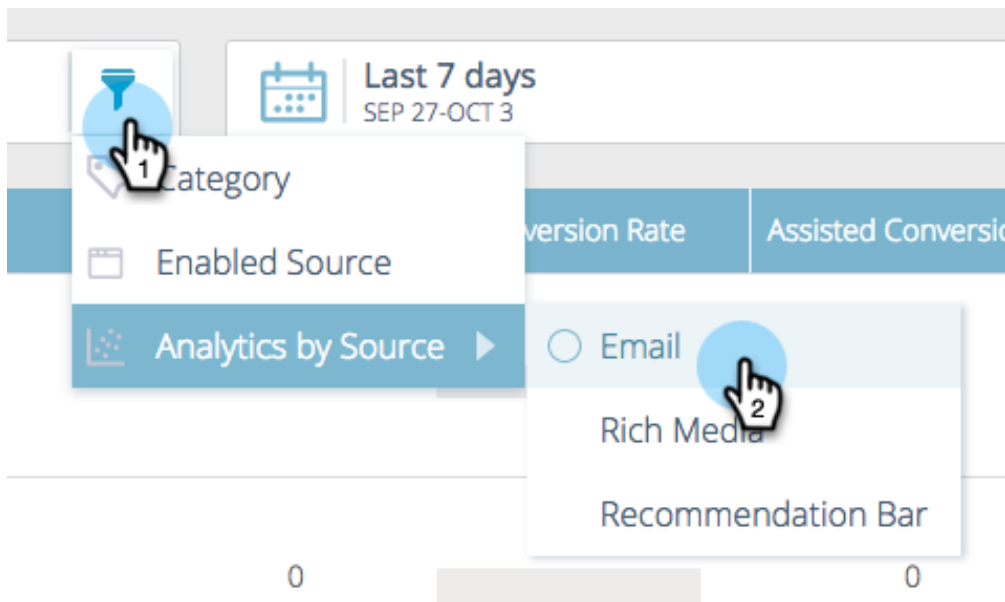 Last 7 days
SEP 27-OCT 3
1
Category
Enabled Source
version Rate
Assisted Conversio
Analytics by Source
Email
2
Rich Media
Recommendation Bar
0
0